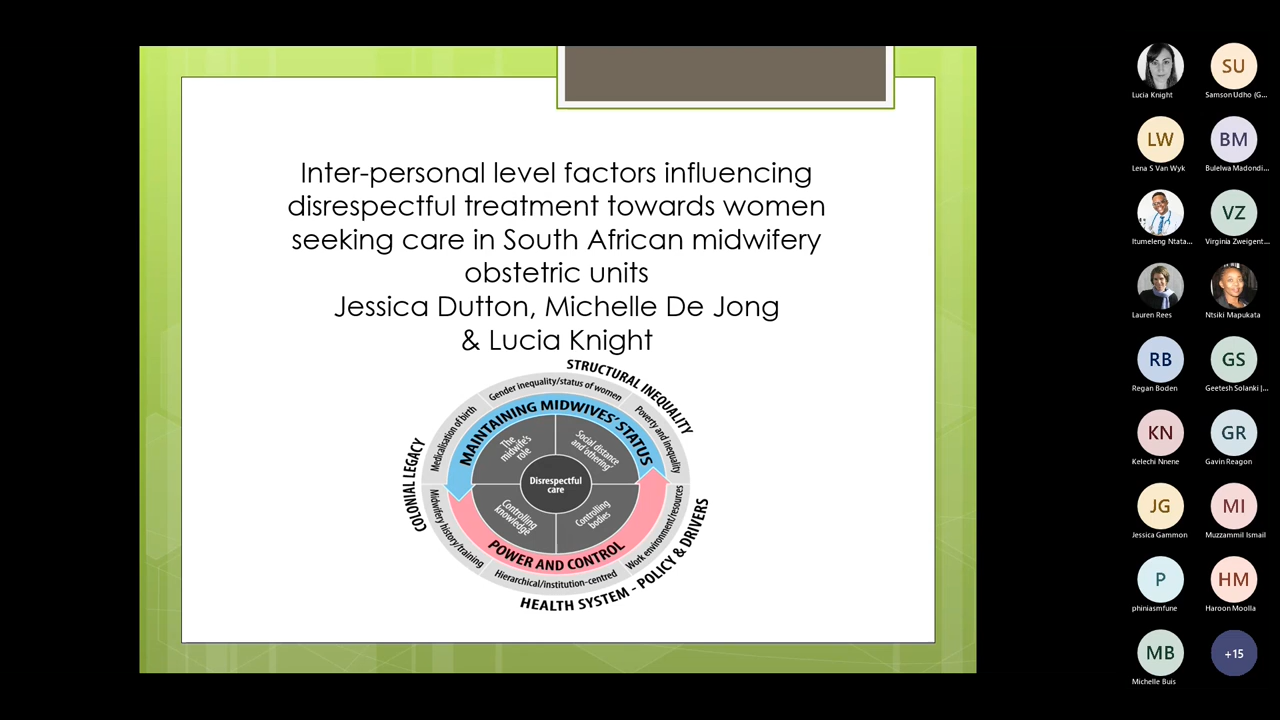 Inter-personal level factors influencing
disrespectful treatment towards women
seeking care in South African midwifery
obstetric units
Jessica Dutton, Michelle De Jong
& Lucia Knight
STRUCTURAL INEQUALITY
Gender inequality/status of women
Medicalisation of birth
Poverty and inequality
MAINTAINING MIDWIVES' STATUS
The
midwife's
role
Social distance
and 'othering'
COLONIAL LEGACY
Disrespectful
care
Controlling
knowledge
Controlling
bodies
Midwifery history/training
Work environment/resources
POWER AND CONTROL
Hierarchical/institution-centred
HEALTH SYSTEM - POLICY & DRIVERS
Lucia Knight
SU
Samson Udho (G...
LW
Lena S Van Wyk
BM
Bulelwa Madondi...
Itumeleng Ntata...
VZ
Virginia Zweigent...
Lauren Rees
Ntsiki Mapukata
RB
Regan Boden
GS
Geetesh Solanki |...
KN
Kelechi Nnene
GR
Gavin Reagon
JG
Jessica Gammon
MI
Muzzammil Ismail
P
phiniasmfune
HM
Haroon Moolla
MB
Michelle Buis
+15